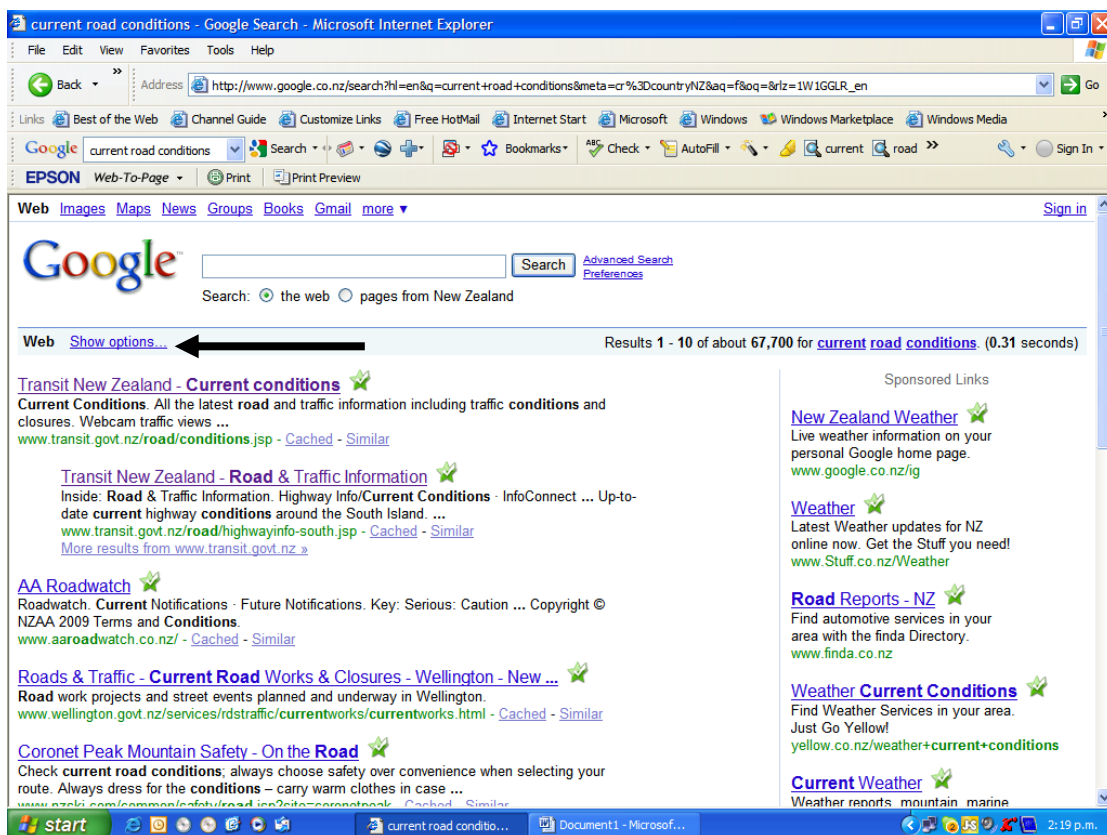 current road conditions - Google Search - Microsoft Internet Explorer
File Edit View Favorites Tools Help
Back » Address http://www.google.co.nz/search?hl=en&q=current+road+conditions&meta=cr%3DcountryNZ&aq=f&oq=&rlz=1W1GGLR_en Go
Links Best of the Web Channel Guide Customize Links Free HotMail Internet Start Microsoft Windows Windows Marketplace Windows Media »
Google current road conditions Search Bookmarks ABC Check AutoFill current road » Sign In
EPSON Web-To-Page Print Print Preview
Web Images Maps News Groups Books Gmail more ▼ Sign in
Google™ Search Advanced Search
Preferences
Search: the web pages from New Zealand
Web Show options... Results 1 - 10 of about 67,700 for current road conditions. (0.31 seconds)
Transit New Zealand - Current conditions
Current Conditions. All the latest road and traffic information including traffic conditions and
closures. Webcam traffic views ...
www.transit.govt.nz/road/conditions.jsp - Cached - Similar
Transit New Zealand - Road & Traffic Information
Inside: Road & Traffic Information. Highway Info/Current Conditions · InfoConnect ... Up-to-
date current highway conditions around the South Island. ...
www.transit.govt.nz/road/highwayinfo-south.jsp - Cached - Similar
More results from www.transit.govt.nz »
AA Roadwatch
Roadwatch. Current Notifications · Future Notifications. Key: Serious: Caution ... Copyright ©
NZAA 2009 Terms and Conditions.
www.aaroadwatch.co.nz/ - Cached - Similar
Roads & Traffic - Current Road Works & Closures - Wellington - New ...
Road work projects and street events planned and underway in Wellington.
www.wellington.govt.nz/services/rdstraffic/currentworks/currentworks.html - Cached - Similar
Coronet Peak Mountain Safety - On the Road
Check current road conditions; always choose safety over convenience when selecting your
route. Always dress for the conditions – carry warm clothes in case ...
www.nzski.com/common/safety/road.jsp?site=coronetpeak - Cached - Similar
Sponsored Links
New Zealand Weather
Live weather information on your
personal Google home page.
www.google.co.nz/ig
Weather
Latest Weather updates for NZ
online now. Get the Stuff you need!
www.Stuff.co.nz/Weather
Road Reports - NZ
Find automotive services in your
area with the finda Directory.
www.finda.co.nz
Weather Current Conditions
Find Weather Services in your area.
Just Go Yellow!
yellow.co.nz/weather+current+conditions
Current Weather
Weather reports, mountain, marine
start current road conditio... Document1 - Microsof... 2:19 p.m.